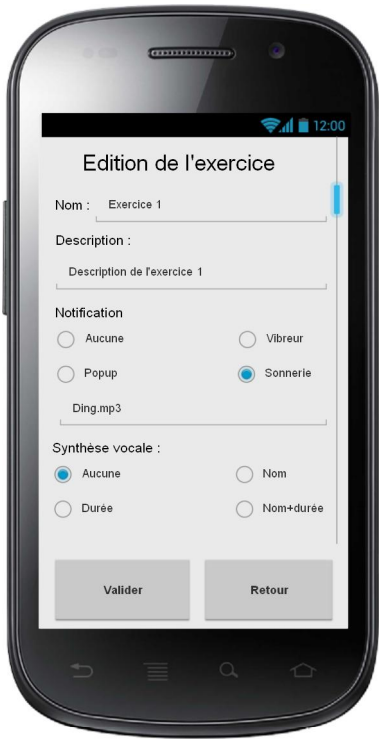 12:00
Edition de l'exercice
Nom : Exercice 1
Description :
Description de l'exercice 1
Notification
Aucune Vibreur
Popup Sonnerie
Ding.mp3
Synthèse vocale :
Aucune Nom
Durée Nom+durée
Valider Retour